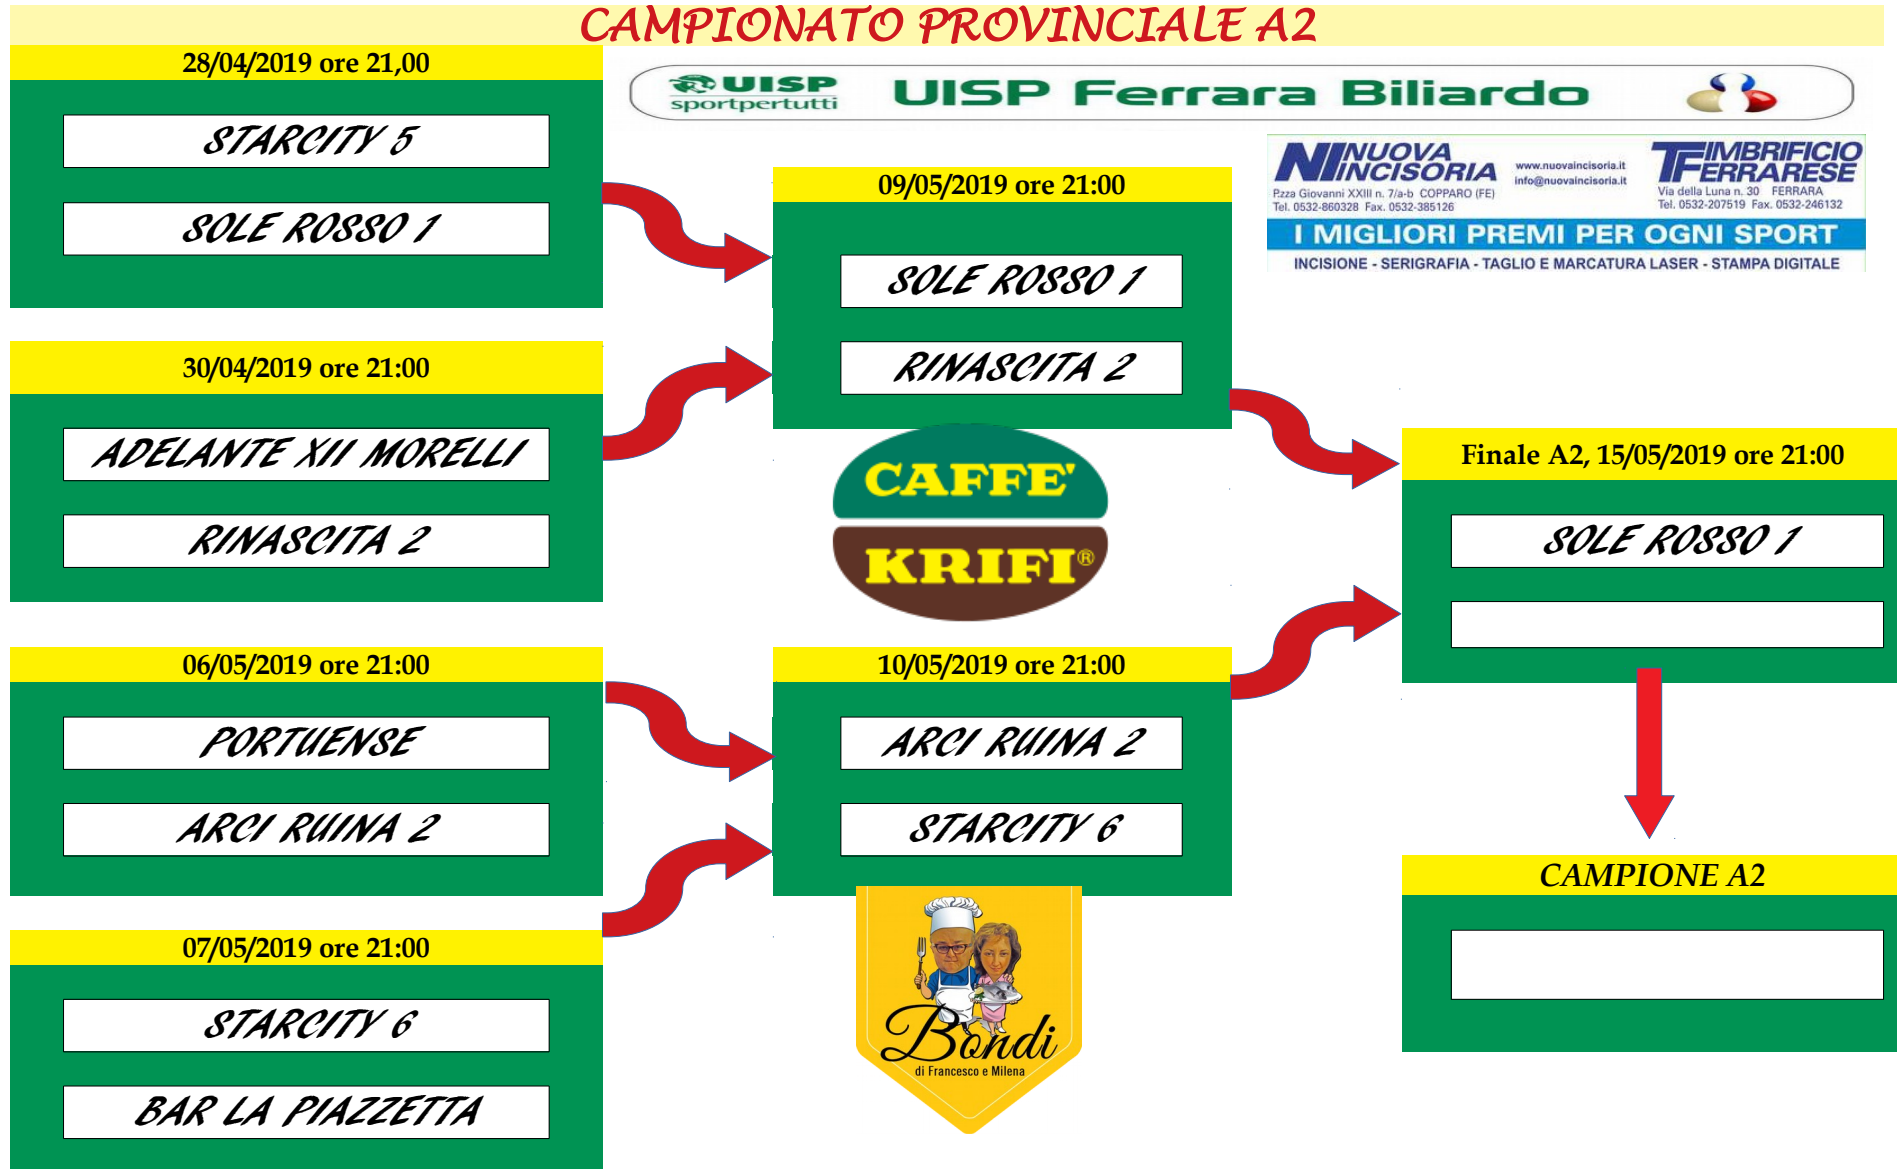 CAMPIONATO PROVINCIALE A2
28/04/2019 ore 21,00
STARCITY 5
SOLE ROSSO 1
UISP
sportpertutti
UISP Ferrara Biliardo
NI NUOVA INCISORIA
P.zza Giovanni XXIII n. 7/a-b COPPARO (FE)
Tel. 0532-860328 Fax. 0532-385126
www.nuovaincisoria.it
info@nuovaincisoria.it
TIMBRIFICIO
FERRARESE
Via della Luna n. 30 FERRARA
Tel. 0532-207519 Fax. 0532-246132
I MIGLIORI PREMI PER OGNI SPORT
INCISIONE - SERIGRAFIA - TAGLIO E MARCATURA LASER - STAMPA DIGITALE
30/04/2019 ore 21:00
ADELANTE XII MORELLI
RINASCITA 2
06/05/2019 ore 21:00
PORTUENSE
ARCI RUINA 2
07/05/2019 ore 21:00
STARCITY 6
BAR LA PIAZZETTA
09/05/2019 ore 21:00
SOLE ROSSO 1
RINASCITA 2
CAFFE'
KRIFI®
10/05/2019 ore 21:00
ARCI RUINA 2
STARCITY 6
Bondi
di Francesco e Milena
Finale A2, 15/05/2019 ore 21:00
SOLE ROSSO 1
CAMPIONE A2